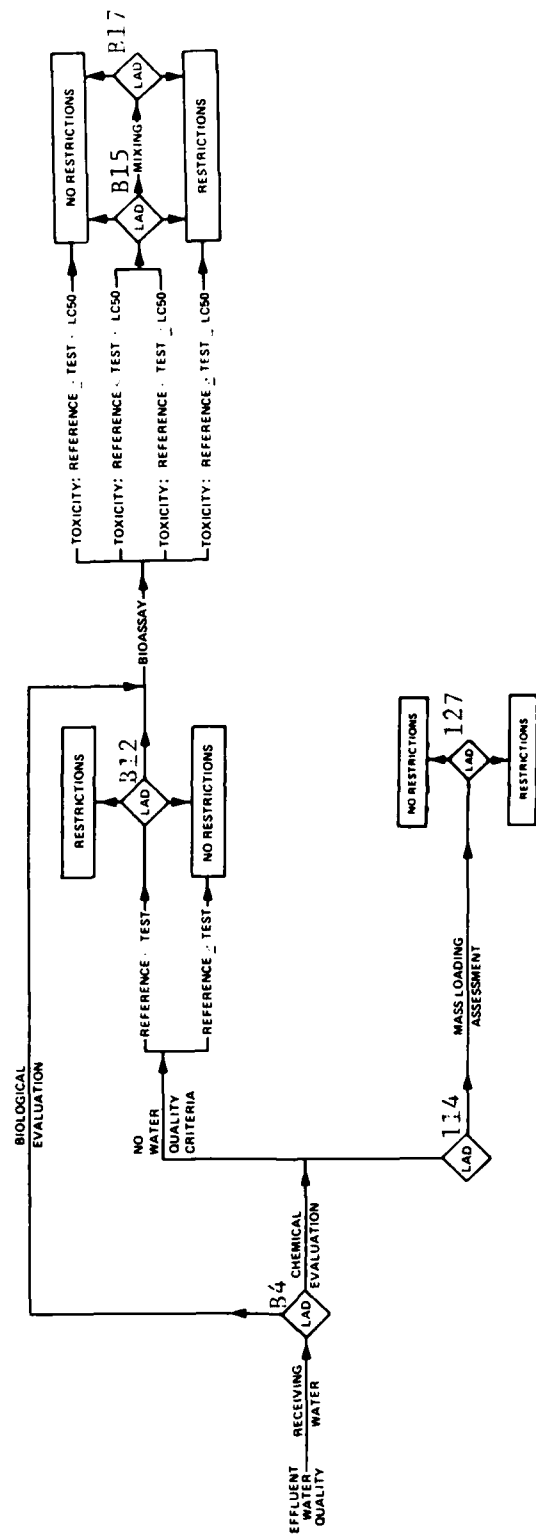 EFFLUENT
WATER
QUALITY
RECEIVING
WATER
LAD
B4
BIOLOGICAL
EVALUATION
CHEMICAL
EVALUATION
NO
WATER
QUALITY
CRITERIA
REFERENCE TEST
REFERENCE TEST
RESTRICTIONS
LAD
B12
NO RESTRICTIONS
BIOASSAY
TOXICITY: REFERENCE TEST LC50
TOXICITY: REFERENCE TEST LC50
TOXICITY: REFERENCE TEST LC50
TOXICITY: REFERENCE TEST LC50
NO RESTRICTIONS
LAD
B15
MIXING
LAD
B17
RESTRICTIONS
LAD
114
MASS LOADING
ASSESSMENT
NO RESTRICTIONS
LAD
127
RESTRICTIONS